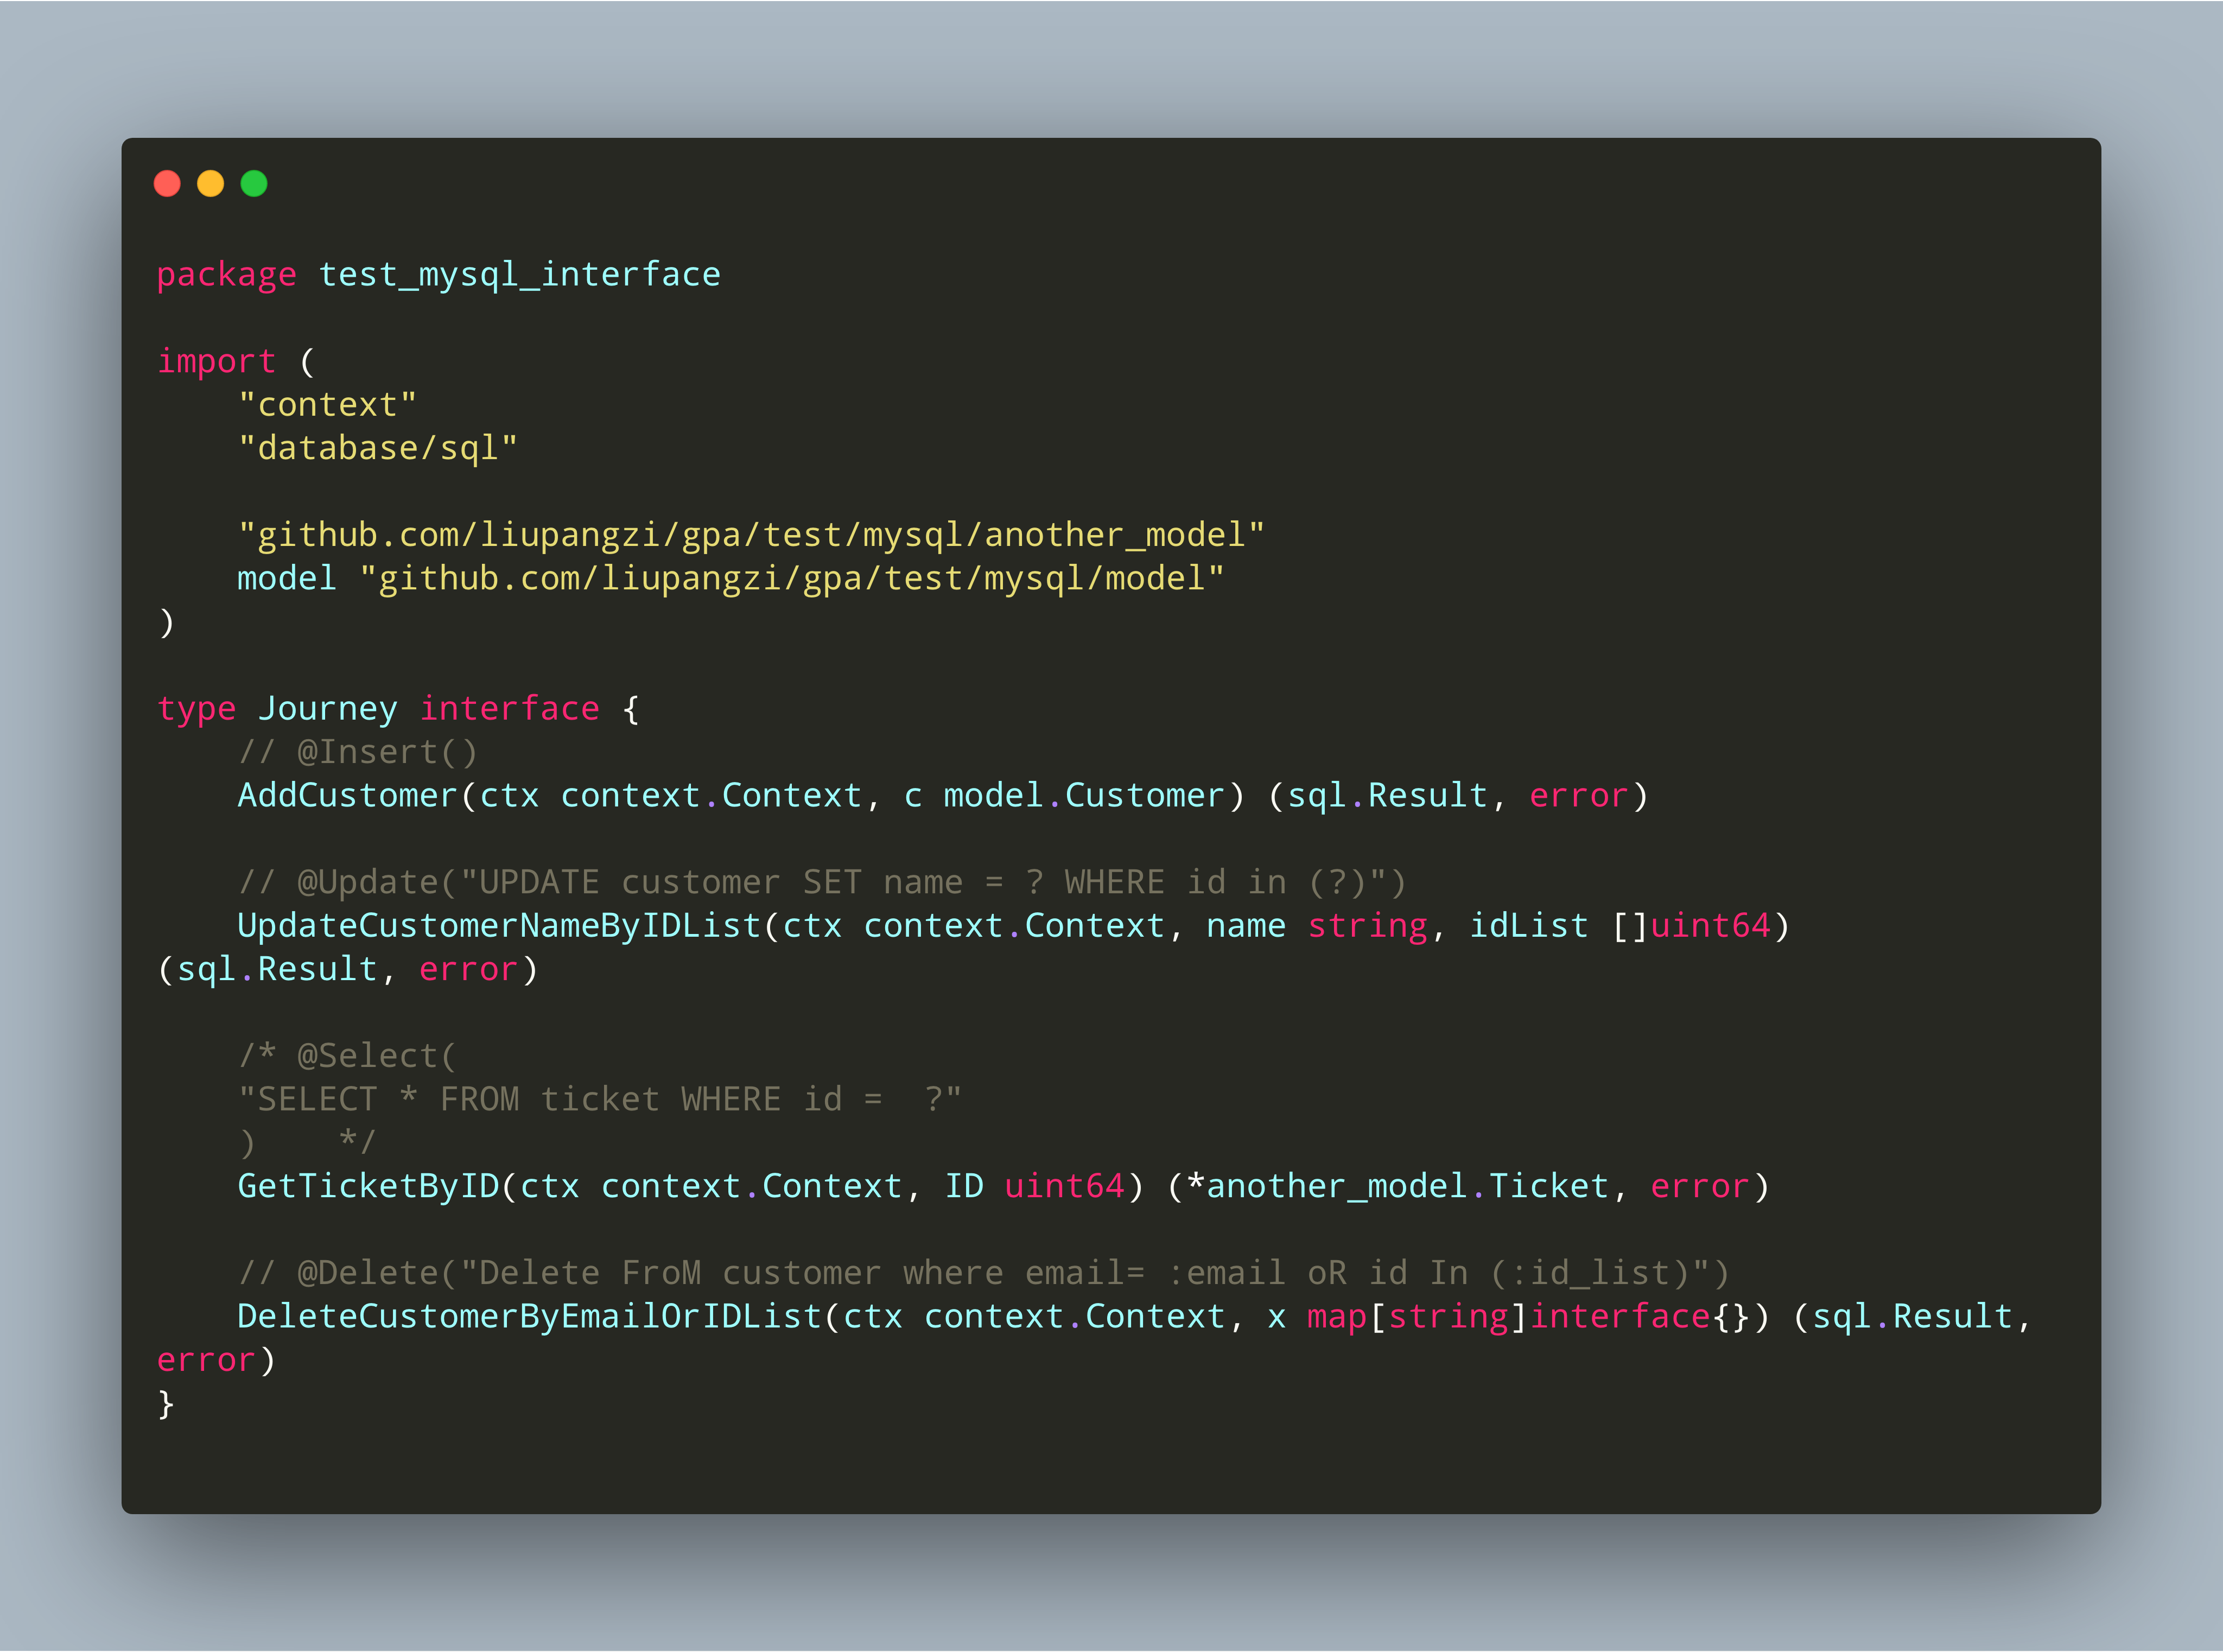 package test_mysql_interface

import (
    "context"
    "database/sql"

    "github.com/liupangzi/gpa/test/mysql/another_model"
    model "github.com/liupangzi/gpa/test/mysql/model"
)

type Journey interface {
    // @Insert()
    AddCustomer(ctx context.Context, c model.Customer) (sql.Result, error)

    // @Update("UPDATE customer SET name = ? WHERE id in (?)")
    UpdateCustomerNameByIDList(ctx context.Context, name string, idList []uint64)
(sql.Result, error)

    /* @Select(
    "SELECT * FROM ticket WHERE id =  ?"
    )    */
    GetTicketByID(ctx context.Context, ID uint64) (*another_model.Ticket, error)

    // @Delete("Delete FroM customer where email= :email oR id In (:id_list)")
    DeleteCustomerByEmailOrIDList(ctx context.Context, x map[string]interface{}) (sql.Result,
error)
}